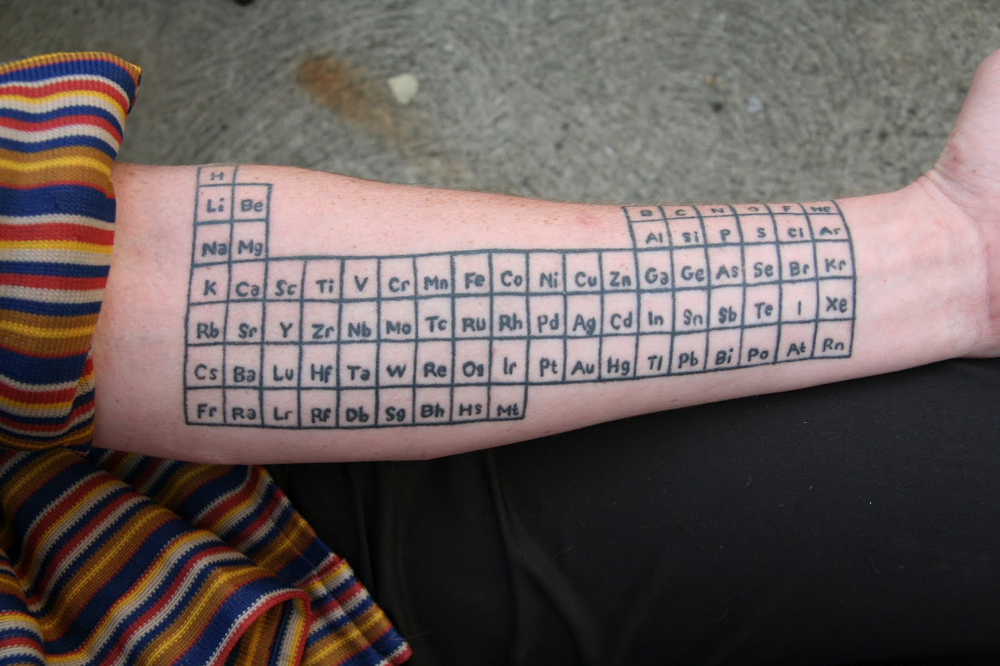 H
Li Be B C N O F Ne
Na Mg Al Si P S Cl Ar
K Ca Sc Ti V Cr Mn Fe Co Ni Cu Zn Ga Ge As Se Br Kr
Rb Sr Y Zr Nb Mo Tc RU Rh Pd Ag Cd In Sn Sb Te I Xe
Cs Ba Lu Hf Ta W Re Os Ir Pt Au Hg Tl Pb Bi Po At Rn
Fr Ra Lr Rf Db Sg Bh Hs Mt